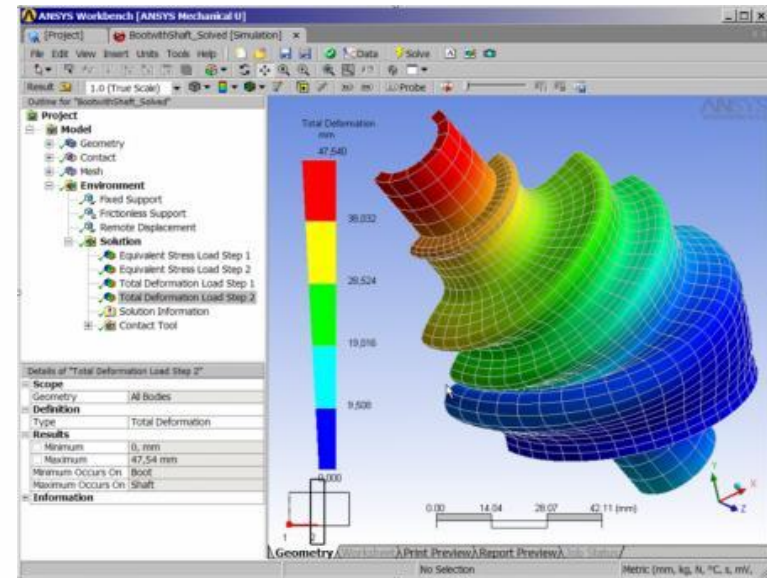 ANSYS Workbench [ANSYS Mechanical U]
[Project] BootwithShaft_Solved [Simulation]
File Edit View Insert Units Tools Help Data Solve
Result 1.0 (True Scale) Probe
Outline for "BootwithShaft_Solved"
Project
Model
Geometry
Contact
Mesh
Environment
Fixed Support
Frictionless Support
Remote Displacement
Solution
Equivalent Stress Load Step 1
Equivalent Stress Load Step 2
Total Deformation Load Step 1
Total Deformation Load Step 2
Solution Information
Contact Tool
Details of "Total Deformation Load Step 2"
Scope
Geometry All Bodies
Definition
Type Total Deformation
Results
Minimum 0, mm
Maximum 47,54 mm
Minimum Occurs On Boot
Maximum Occurs On Shaft
Information
ANSYS
Total Deformation
mm
47,540
38,032
28,524
19,016
9,508
0,000
1 2
0.00 14.04 28.07 42.11 (mm)
Y
X
Z
Geometry Worksheet Print Preview Report Preview Job Status
No Selection Metric (mm, kg, N, °C, s, mV,